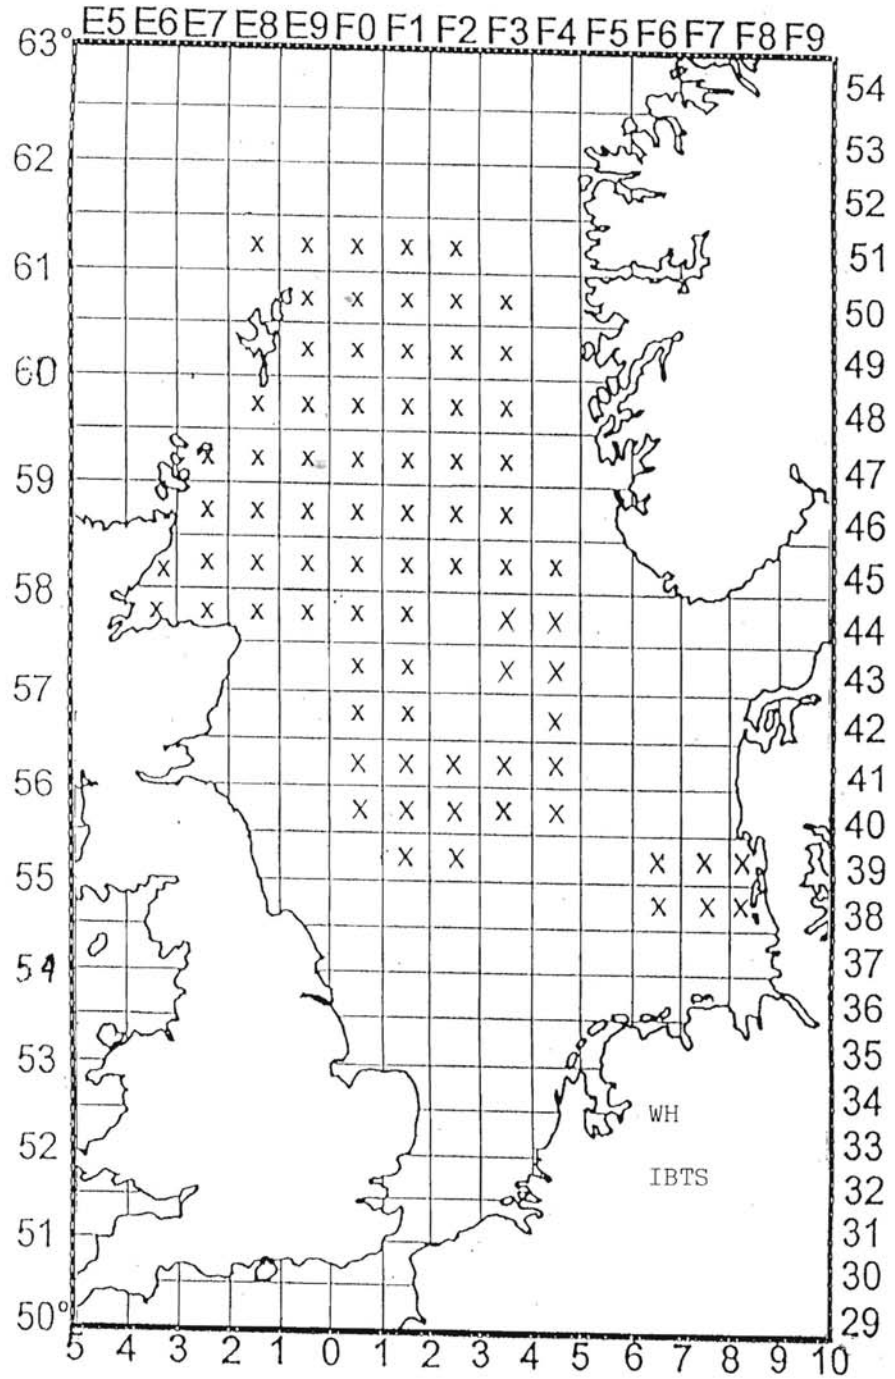 E5 E6 E7 E8 E9 F0 F1 F2 F3 F4 F5 F6 F7 F8 F9
63°
54
62
53
52
X X X X X
51
61
X X X X X
50
X X X X X
49
60
X X X X X X
48
X X X X X X X
47
59
X X X X X X X
46
X X X X X X X X X
45
58
X X X X X X X X
44
X X X X
43
57
X X X
42
X X X X X
41
56
X X X X X
40
X X X X X
39
55
X X X
38
54
37
36
53
35
WH
34
52
33
IBTS
32
51
31
30
50°
29
5 4 3 2 1 0 1 2 3 4 5 6 7 8 9 10